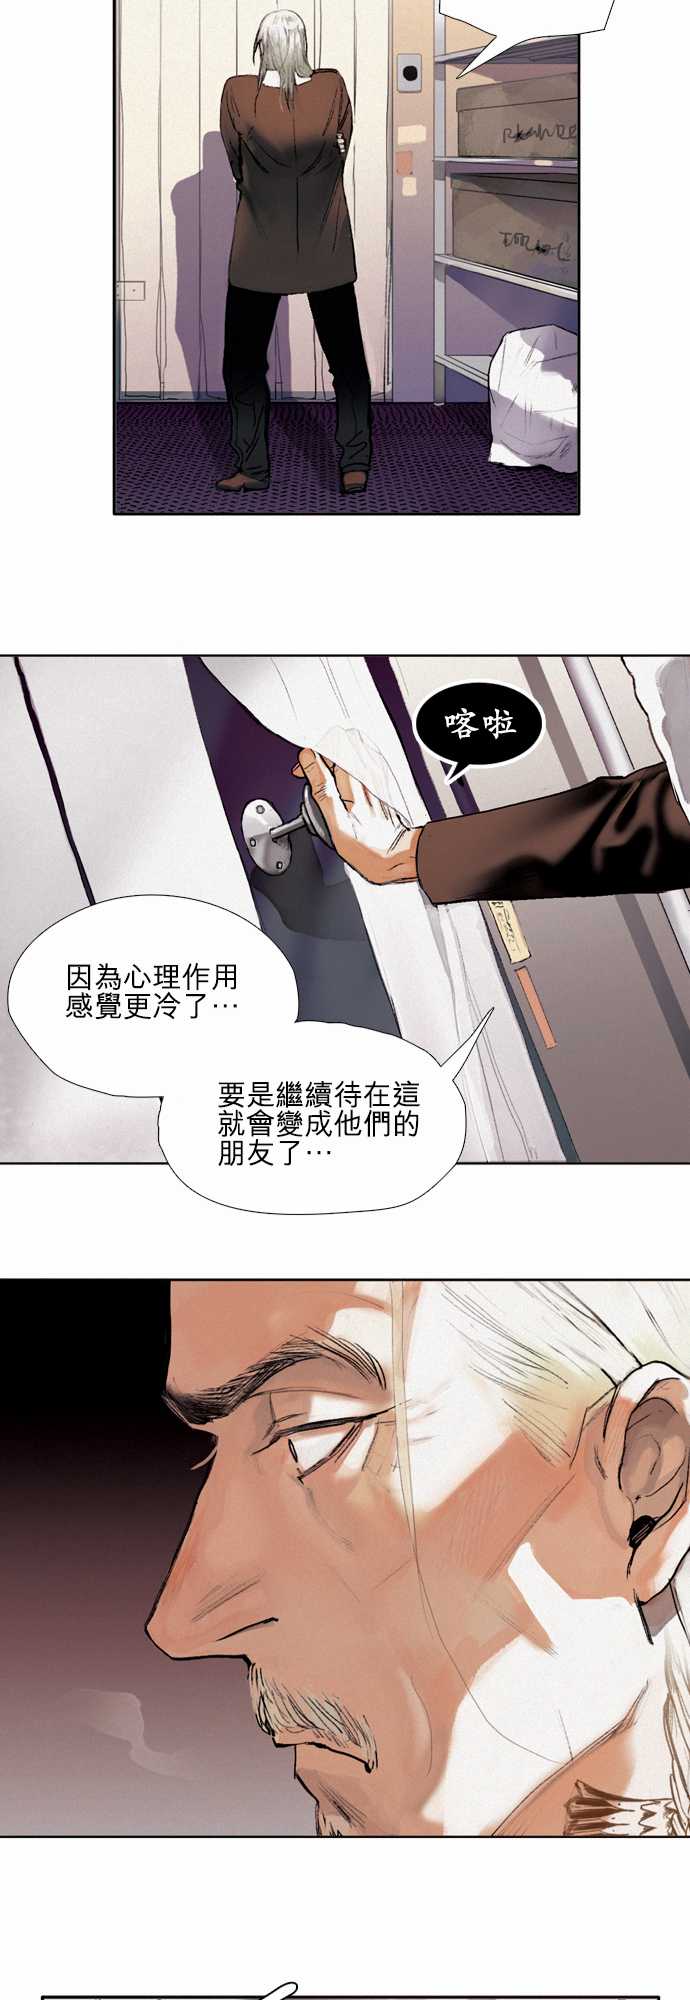 喀啦
因為心理作用
感覺更冷了…
要是繼續待在這
就會變成他們的
朋友了…